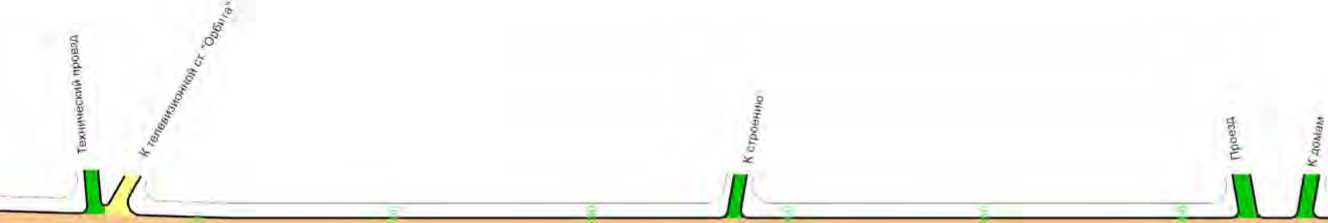 Технический проезд
К телевизионной ст. "Орбита"
К строению
Проезд
К домам